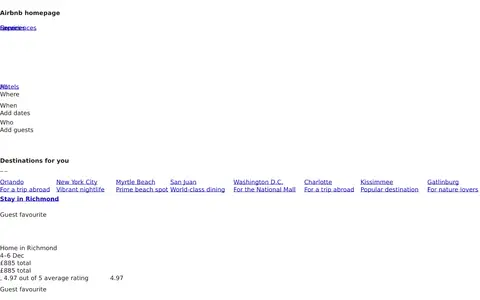 Airbnb homepage
Hotels
Where
When
Add dates
Who
Add guests
Destinations for you
Orlando New York City Myrtle Beach San Juan Washington D.C. Charlotte Kissimmee Gatlinburg
For a trip abroad Vibrant nightlife Prime beach spot World-class dining For the National Mall For a trip abroad Popular destination For nature lovers
Stay in Richmond
Guest favourite
Home in Richmond
4–6 Dec
£885 total
£885 total
, 4.97 out of 5 average rating 4.97
Guest favourite